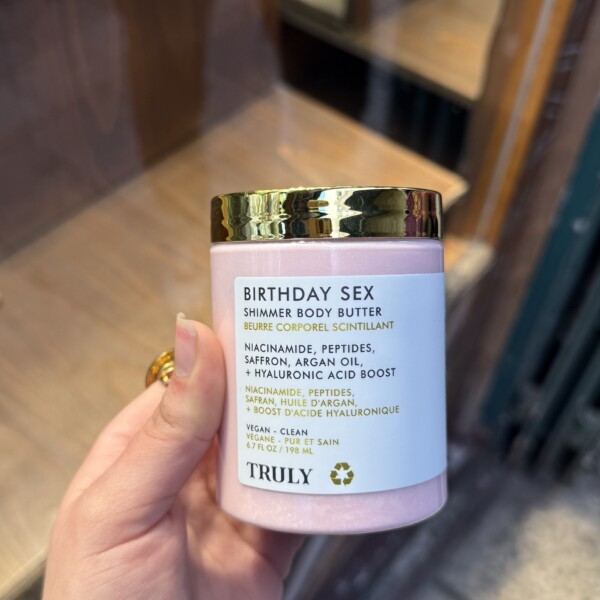 BIRTHDAY SEX
SHIMMER BODY BUTTER
BEURRE CORPOREL SCINTILLANT
NIACINAMIDE, PEPTIDES,
SAFFRON, ARGAN OIL,
+ HYALURONIC ACID BOOST
NIACINAMIDE, PEPTIDES,
SAFRAN, HUILE D'ARGAN,
+ BOOST D'ACIDE HYALURONIQUE
VEGAN - CLEAN
VÉGANE - PUR ET SAIN
6.7 FL OZ / 198 ML
TRULY